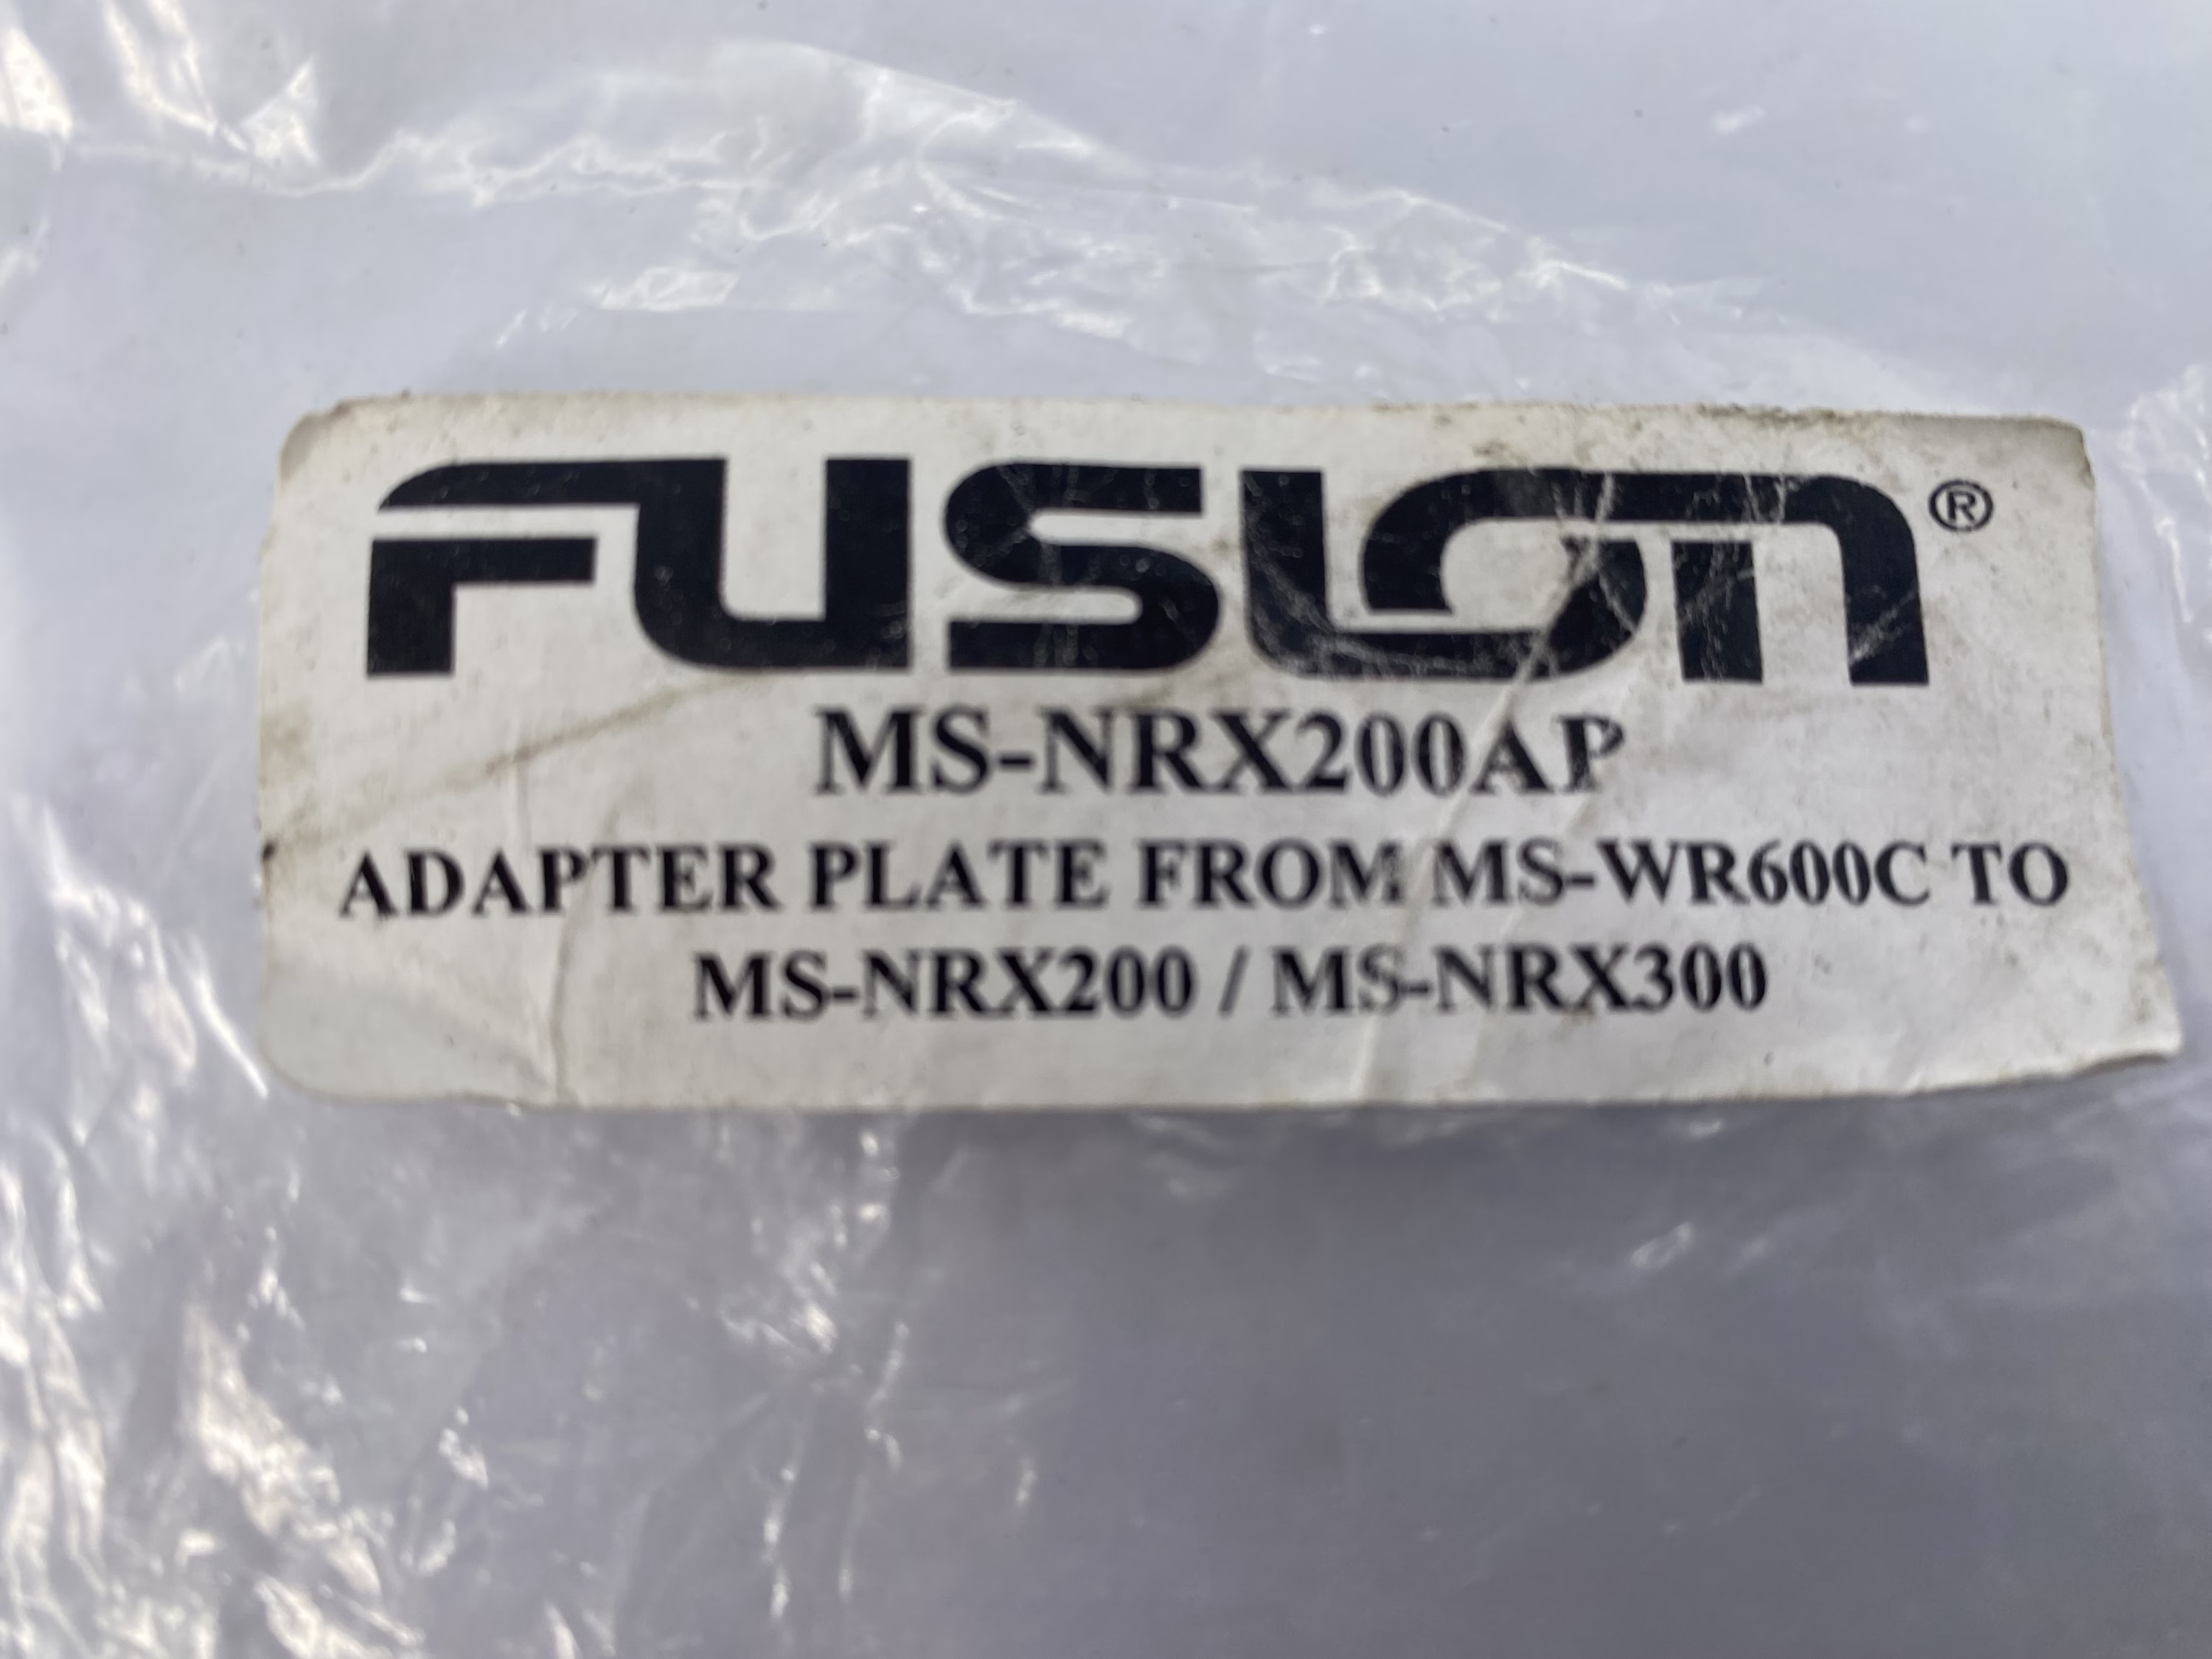 FUSION®
MS-NRX200AP
ADAPTER PLATE FROM MS-WR600C TO
MS-NRX200 / MS-NRX300